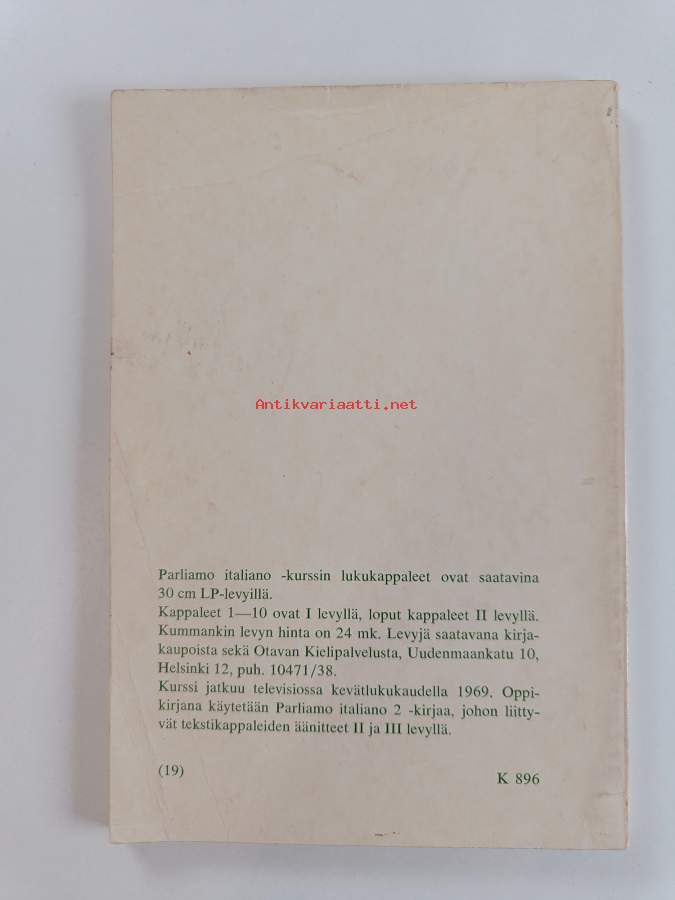 Antikvariaatti.net
Parliamo italiano -kurssin lukukappaleet ovat saatavina
30 cm LP-levyillä.
Kappaleet 1—10 ovat I levyllä, loput kappaleet II levyllä.
Kummankin levyn hinta on 24 mk. Levyjä saatavana kirja-
kaupoista sekä Otavan Kielipalvelusta, Uudenmaankatu 10,
Helsinki 12, puh. 10471/38.
Kurssi jatkuu televisiossa kevätlukukaudella 1969. Oppi-
kirjana käytetään Parliamo italiano 2 -kirjaa, johon liitty-
vät tekstikappaleiden äänitteet II ja III levyllä.
(19)
K 896